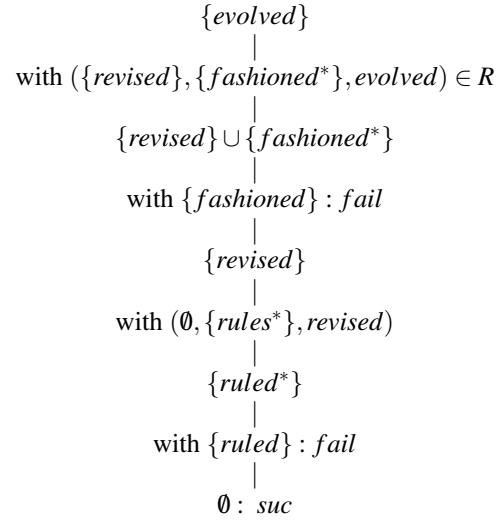 {evolved}
with ({revised}, {fashioned*}, evolved) ∈ R
{revised} ∪ {fashioned*}
with {fashioned} : fail
{revised}
with (∅, {rules*}, revised)
{ruled*}
with {ruled} : fail
∅ : suc